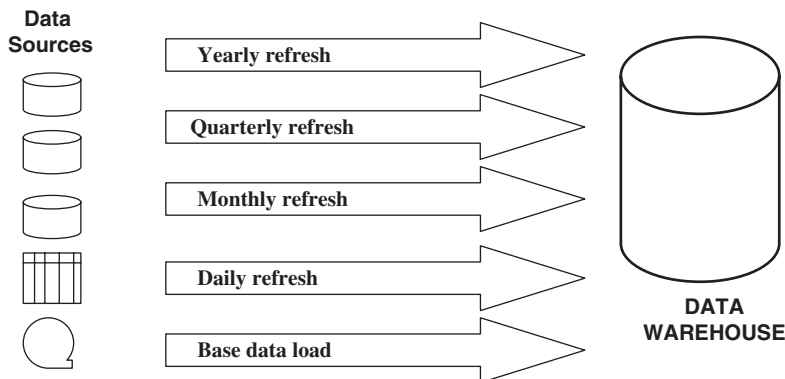 Data
Sources
Yearly refresh
Quarterly refresh
Monthly refresh
Daily refresh
Base data load
DATA
WAREHOUSE